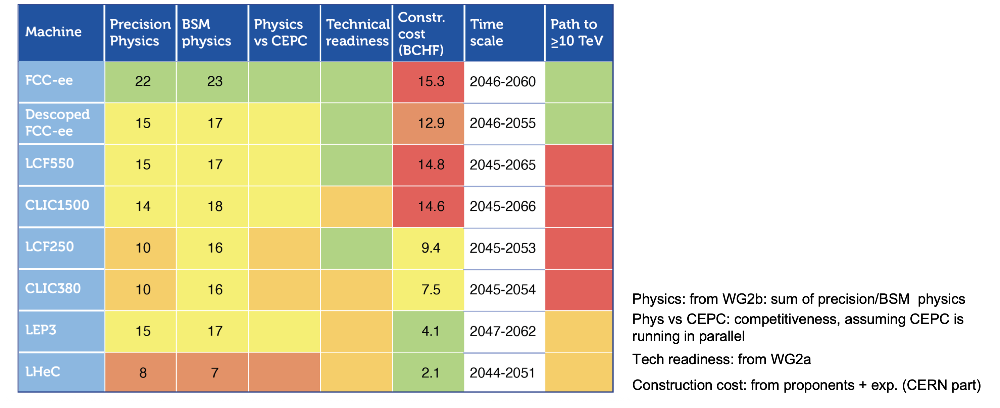 Machine
Precision Physics
BSM physics
Physics vs CEPC
Technical readiness
Constr. cost (BCHF)
Time scale
Path to ≥10 TeV
FCC-ee 22 23 15.3 2046-2060
Descoped FCC-ee 15 17 12.9 2046-2055
LCF550 15 17 14.8 2045-2065
CLIC1500 14 18 14.6 2045-2066
LCF250 10 16 9.4 2045-2053
CLIC380 10 16 7.5 2045-2054
LEP3 15 17 4.1 2047-2062
LHeC 8 7 2.1 2044-2051
Physics: from WG2b: sum of precision/BSM physics
Phys vs CEPC: competitiveness, assuming CEPC is
running in parallel
Tech readiness: from WG2a
Construction cost: from proponents + exp. (CERN part)